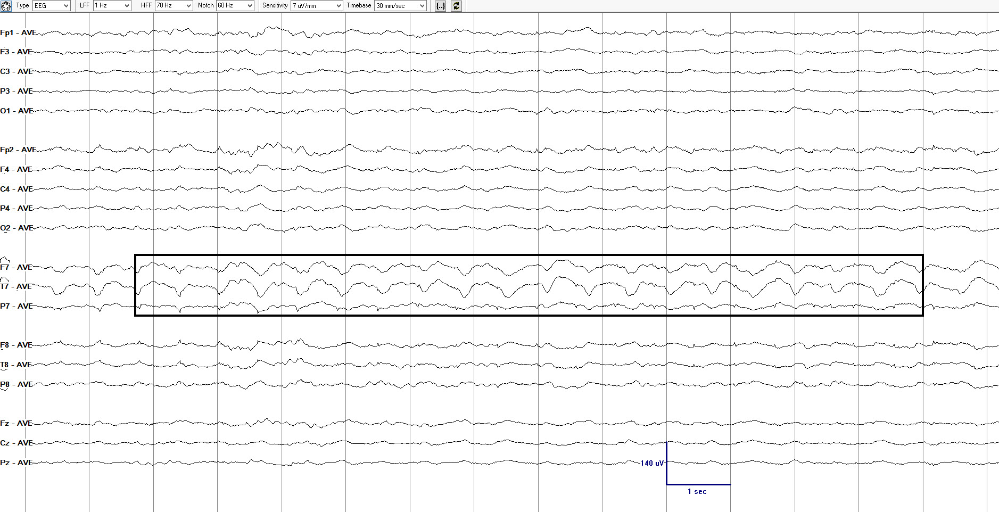 Type EEG LFF 1 Hz HFF 70 Hz Notch 60 Hz Sensitivity 7 uV/mm Timebase 30 mm/sec {..}
Fp1 - AVE
F3 - AVE
C3 - AVE
P3 - AVE
O1 - AVE
Fp2 - AVE
F4 - AVE
C4 - AVE
P4 - AVE
O2 - AVE
F7 - AVE
T7 - AVE
P7 - AVE
F8 - AVE
T8 - AVE
P8 - AVE
Fz - AVE
Cz - AVE
Pz - AVE
140 uV
1 sec